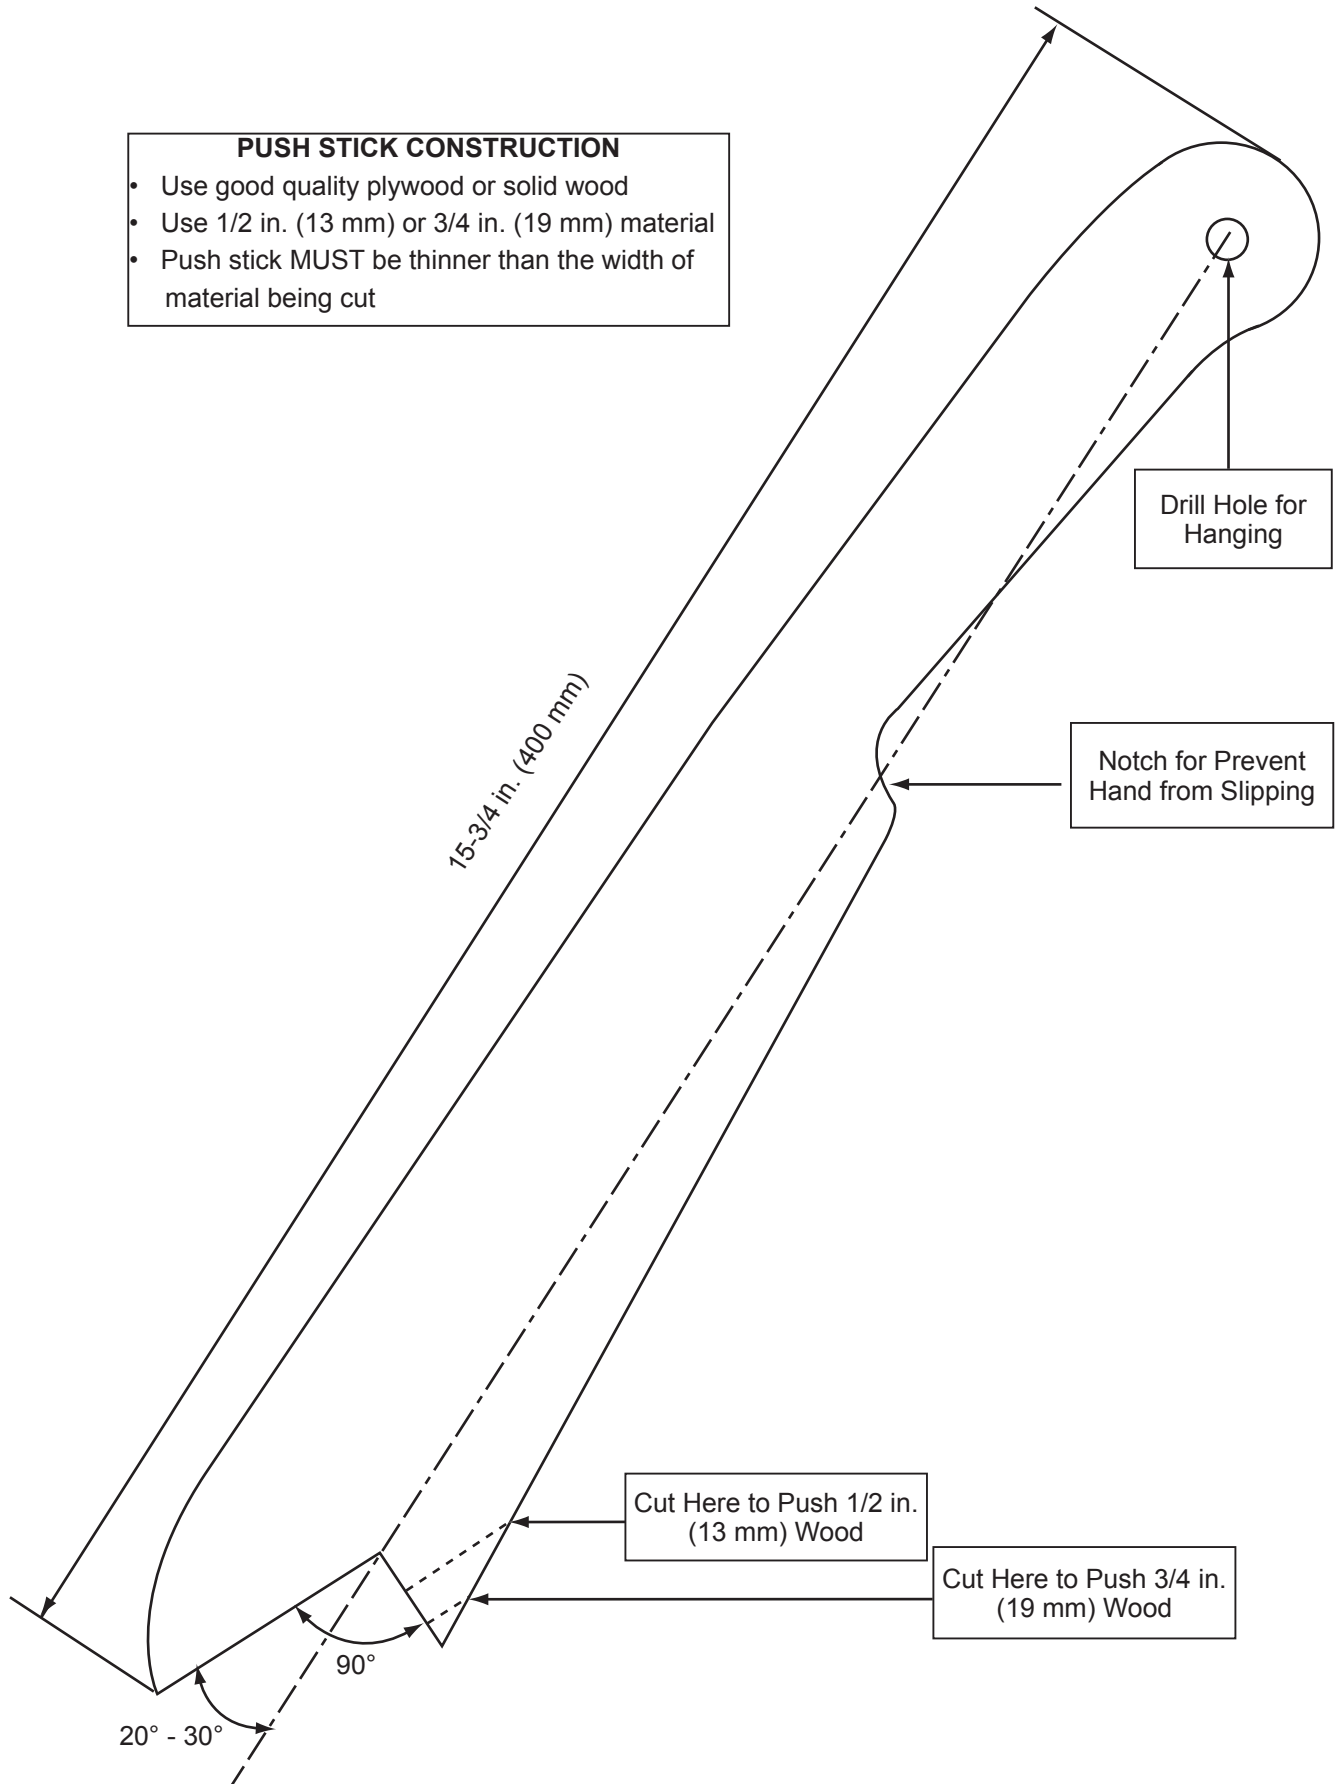 PUSH STICK CONSTRUCTION
• Use good quality plywood or solid wood
• Use 1/2 in. (13 mm) or 3/4 in. (19 mm) material
• Push stick MUST be thinner than the width of
material being cut
Drill Hole for
Hanging
15-3/4 in. (400 mm)
Notch for Prevent
Hand from Slipping
Cut Here to Push 1/2 in.
(13 mm) Wood
Cut Here to Push 3/4 in.
(19 mm) Wood
90°
20° - 30°